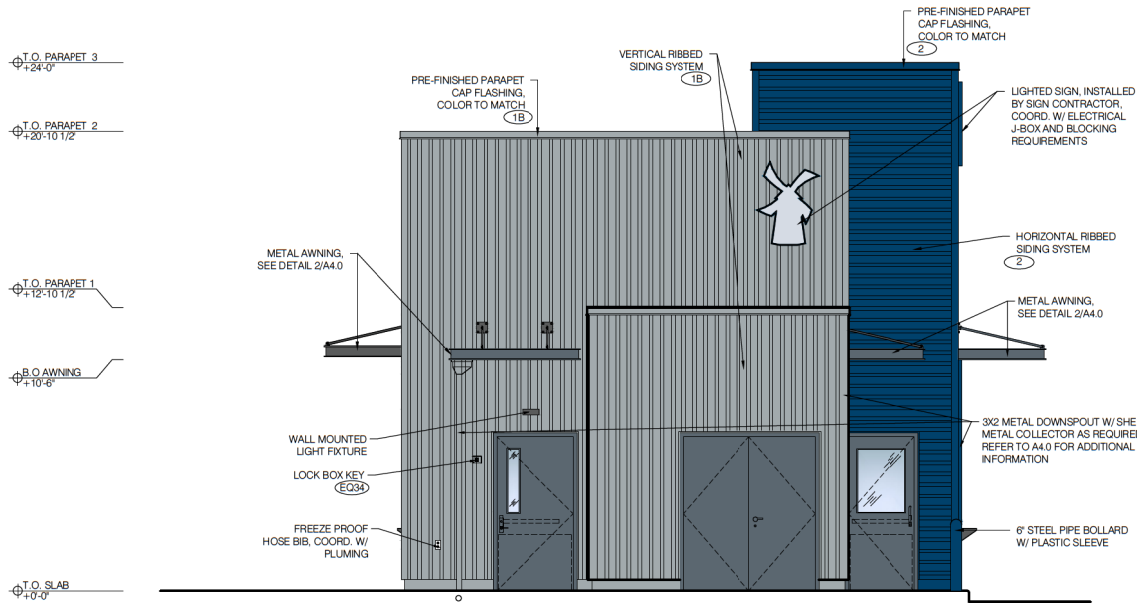 PRE-FINISHED PARAPET
CAP FLASHING,
COLOR TO MATCH
2
T.O. PARAPET 3
+24'-0"
VERTICAL RIBBED
SIDING SYSTEM
1B
PRE-FINISHED PARAPET
CAP FLASHING,
COLOR TO MATCH
1B
LIGHTED SIGN, INSTALLED
BY SIGN CONTRACTOR,
COORD. W/ ELECTRICAL
J-BOX AND BLOCKING
REQUIREMENTS
T.O. PARAPET 2
+20'-10 1/2'
HORIZONTAL RIBBED
SIDING SYSTEM
2
METAL AWNING,
SEE DETAIL 2/A4.0
T.O. PARAPET 1
+12'-10 1/2'
METAL AWNING,
SEE DETAIL 2/A4.0
B.O AWNING
+10'-6"
3X2 METAL DOWNSPOUT W/ SHE
METAL COLLECTOR AS REQUIRE
REFER TO A4.0 FOR ADDITIONAL
INFORMATION
WALL MOUNTED
LIGHT FIXTURE
LOCK BOX KEY
EQ34
FREEZE PROOF
HOSE BIB, COORD. W/
PLUMING
6" STEEL PIPE BOLLARD
W/ PLASTIC SLEEVE
T.O. SLAB
+0'-0"